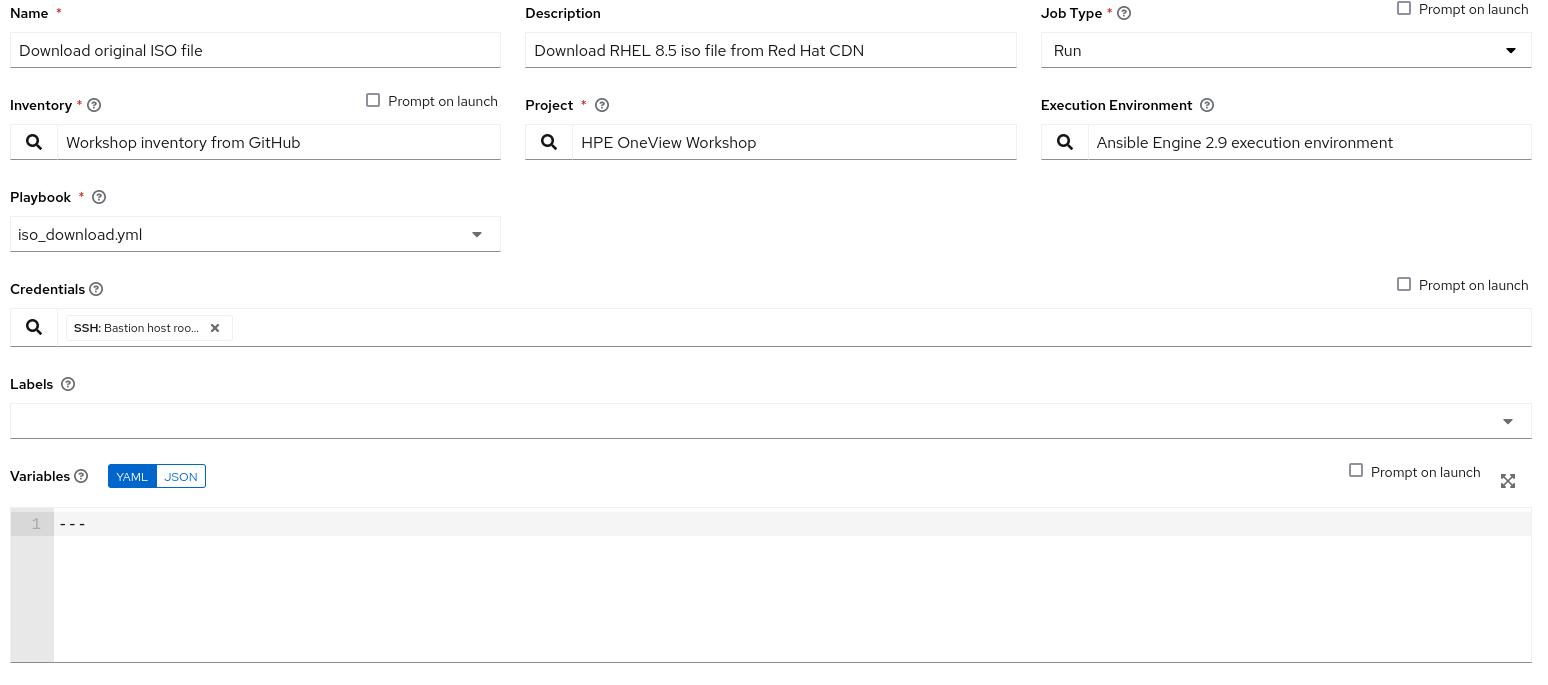 Name *
Description
Job Type *
Prompt on launch
Download original ISO file
Download RHEL 8.5 iso file from Red Hat CDN
Run
Inventory *
Prompt on launch
Project *
Execution Environment
Workshop inventory from GitHub
HPE OneView Workshop
Ansible Engine 2.9 execution environment
Playbook *
iso_download.yml
Credentials
Prompt on launch
SSH: Bastion host roo...
Labels
Variables
YAML
JSON
Prompt on launch
1 ---